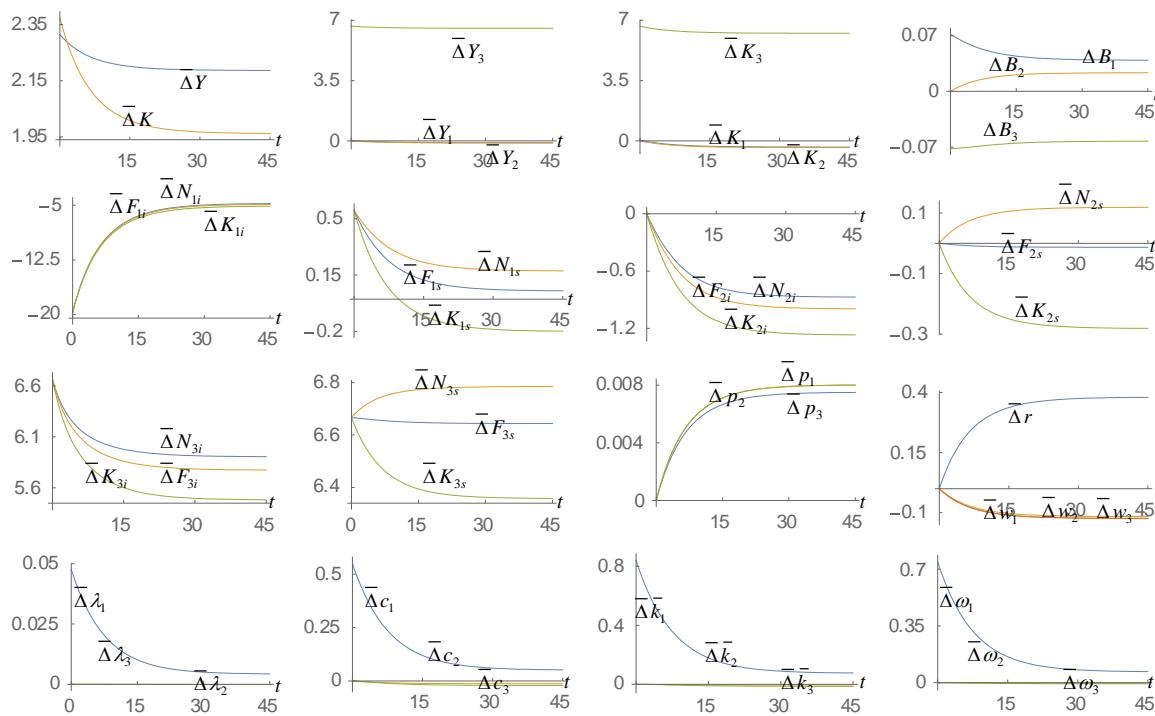 2.35
2.15
1.95
15 30 45 t
Δ̅Y
Δ̅K
7
3.5
0
15 30 45 t
Δ̅Y₃
Δ̅Y₁
Δ̅Y₂
7
3.5
0
15 30 45 t
Δ̅K₃
Δ̅K₁
Δ̅K₂
0.07
0
−0.07
15 30 45 t
ΔB₂
ΔB₁
ΔB₃
−5
−12.5
−20
0 15 30 45 t
Δ̅F₁ᵢ
Δ̅N₁ᵢ
Δ̅K₁ᵢ
0.5
0.15
−0.2
15 30 45 t
Δ̅N₁ₛ
Δ̅F₁ₛ
Δ̅K₁ₛ
0
−0.6
−1.2
15 30 45 t
Δ̅F₂ᵢ
Δ̅N₂ᵢ
Δ̅K₂ᵢ
0.1
−0.1
−0.3
15 30 45 t
Δ̅N₂ₛ
Δ̅F₂ₛ
Δ̅K₂ₛ
6.6
6.1
5.6
15 30 45 t
Δ̅N₃ᵢ
Δ̅K₃ᵢ
Δ̅F₃ᵢ
6.8
6.6
6.4
0 15 30 45 t
Δ̅N₃ₛ
Δ̅F₃ₛ
Δ̅K₃ₛ
0.008
0.004
0
0 15 30 45 t
Δ̅p₁
Δ̅p₂
Δ̅p₃
0.4
0
−0.1
15 30 45 t
Δ̅r
Δ̅w₁
Δ̅w₂
Δ̅w₃
0.05
0.025
0
0 15 30 45 t
Δ̅λ₁
Δ̅λ₃
Δ̅λ₂
0.5
0.25
0
15 30 45 t
Δ̅c₁
Δ̅c₂
Δ̅c₃
0.8
0.4
0
0 15 30 45 t
Δ̅k̅₁
Δ̅k̅₂
Δ̅k̅₃
0.7
0.35
0
0 15 30 45 t
Δ̅ω₁
Δ̅ω₂
Δ̅ω₃